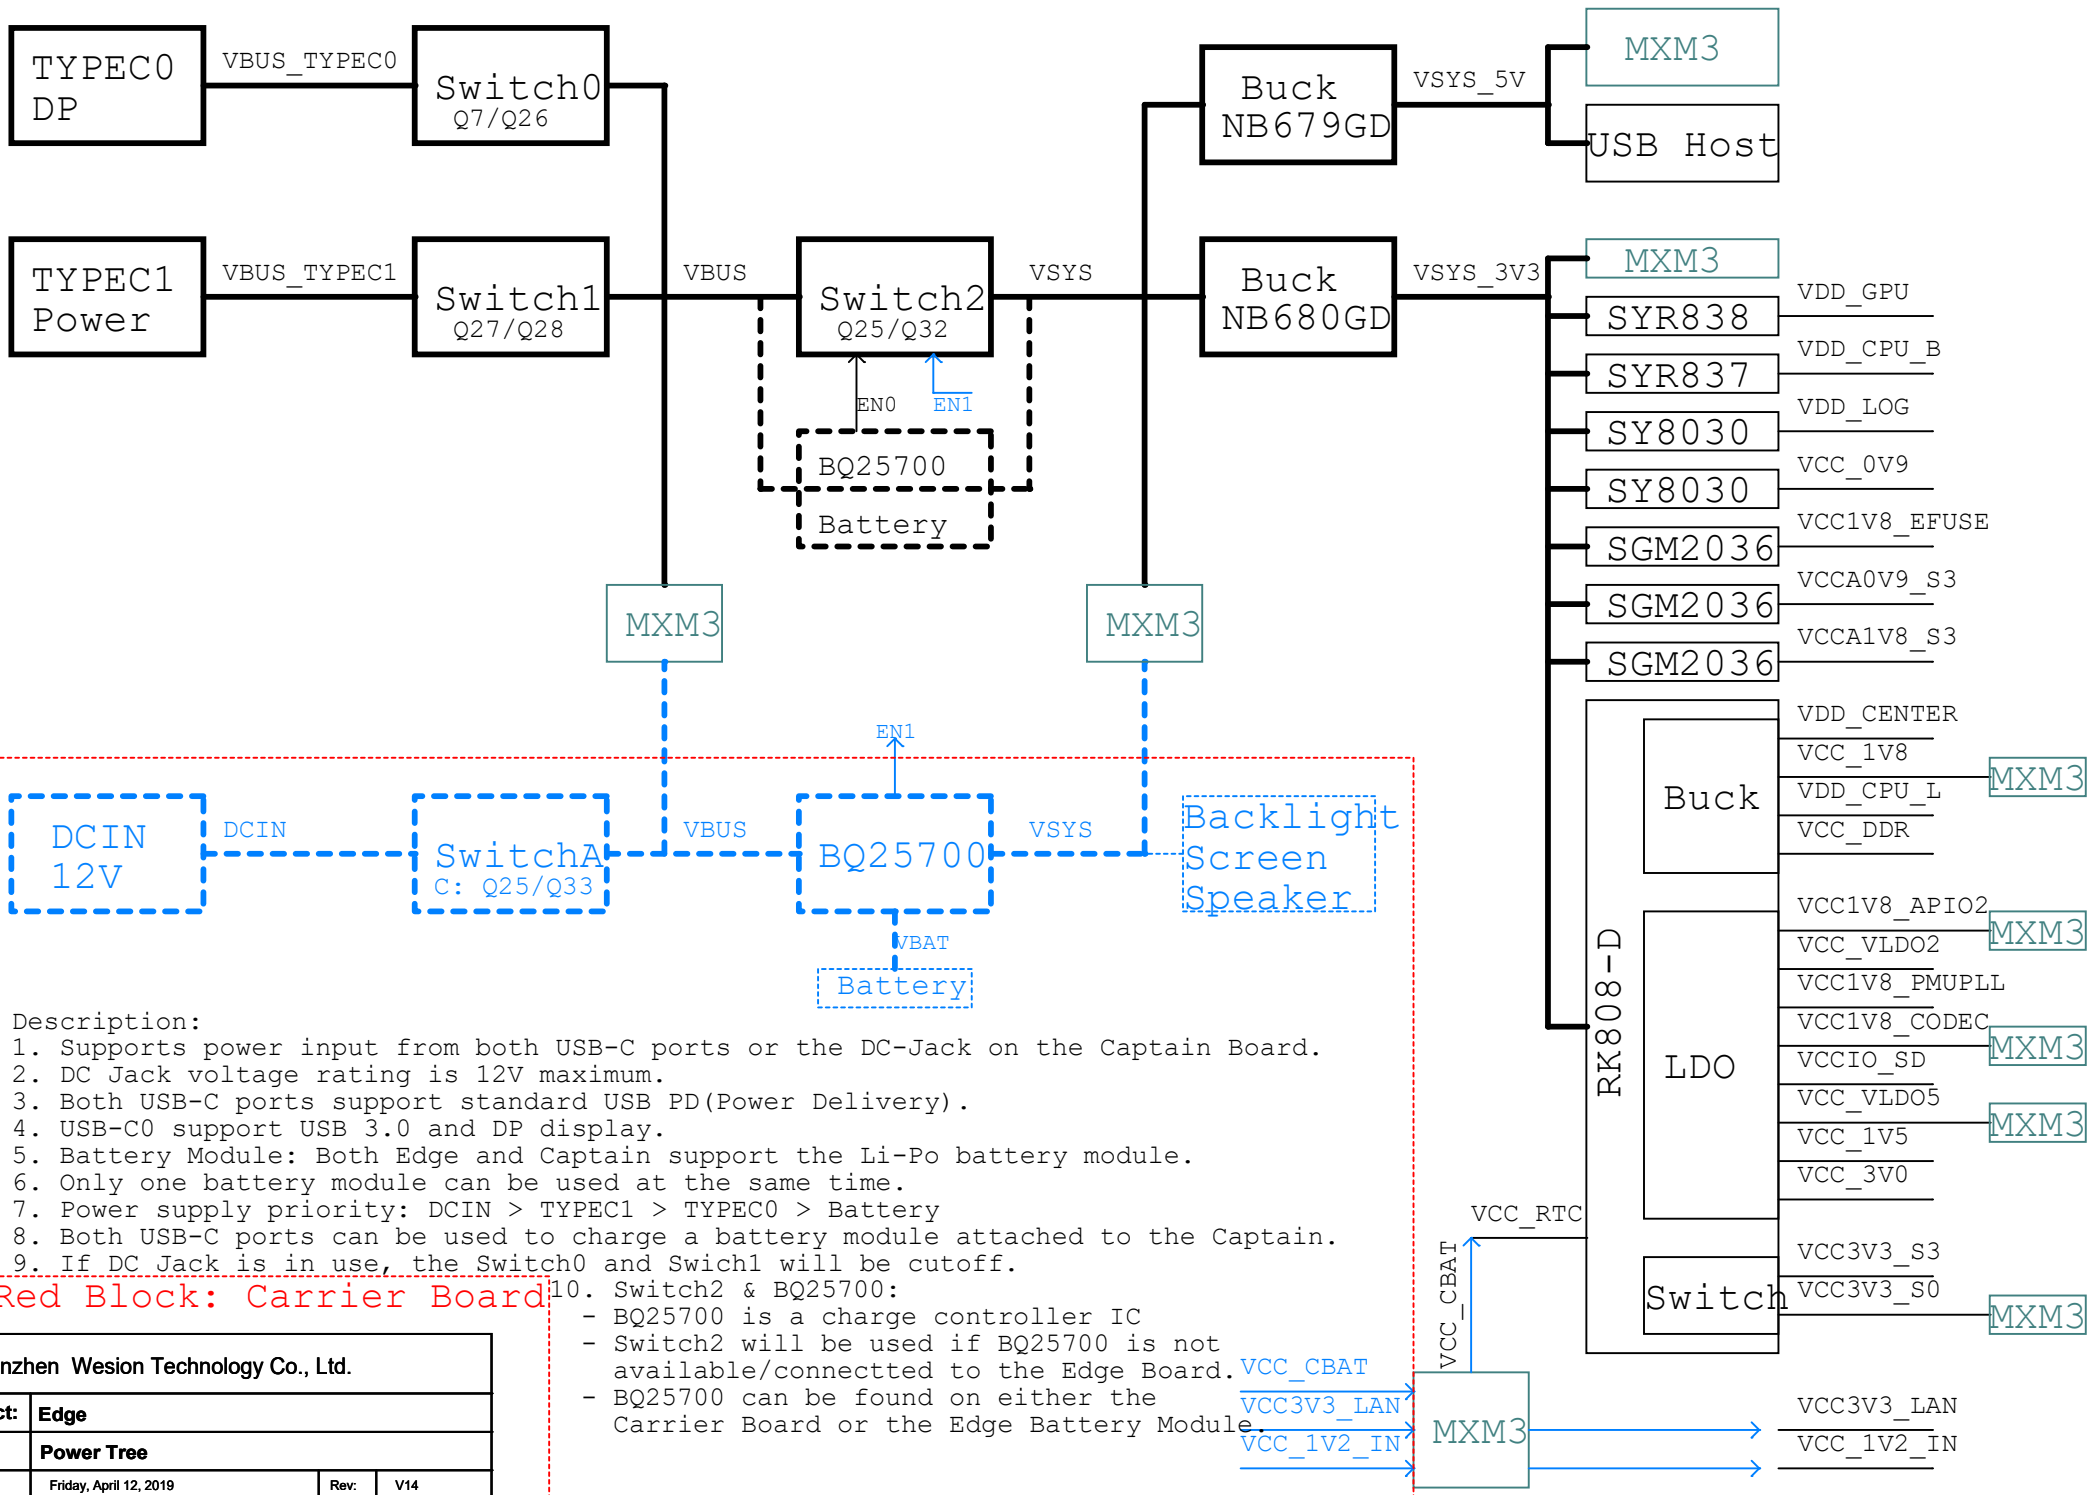 TYPEC0
DP
VBUS_TYPEC0
Switch0
Q7/Q26
Buck
NB679GD
VSYS_5V
MXM3
USB Host
TYPEC1
Power
VBUS_TYPEC1
Switch1
Q27/Q28
VBUS
Switch2
Q25/Q32
VSYS
Buck
NB680GD
VSYS_3V3
MXM3
SYR838
VDD_GPU
SYR837
VDD_CPU_B
SY8030
VDD_LOG
SY8030
VCC_0V9
SGM2036
VCC1V8_EFUSE
SGM2036
VCCA0V9_S3
SGM2036
VCCA1V8_S3
EN0
EN1
BQ25700
Battery
MXM3
MXM3
EN1
DCIN
12V
DCIN
SwitchA
C: Q25/Q33
VBUS
BQ25700
VSYS
Backlight
Screen
Speaker
VBAT
Battery
RK808-D
Buck
VDD_CENTER
VCC_1V8
MXM3
VDD_CPU_L
VCC_DDR
LDO
VCC1V8_APIO2
MXM3
VCC_VLDO2
VCC1V8_PMUPLL
VCC1V8_CODEC
MXM3
VCCIO_SD
VCC_VLDO5
MXM3
VCC_1V5
VCC_3V0
Switch
VCC3V3_S3
VCC3V3_S0
MXM3
VCC_RTC
VCC_CBAT
Description:
1. Supports power input from both USB-C ports or the DC-Jack on the Captain Board.
2. DC Jack voltage rating is 12V maximum.
3. Both USB-C ports support standard USB PD(Power Delivery).
4. USB-C0 support USB 3.0 and DP display.
5. Battery Module: Both Edge and Captain support the Li-Po battery module.
6. Only one battery module can be used at the same time.
7. Power supply priority: DCIN > TYPEC1 > TYPEC0 > Battery
8. Both USB-C ports can be used to charge a battery module attached to the Captain.
9. If DC Jack is in use, the Switch0 and Swich1 will be cutoff.
10. Switch2 & BQ25700:
- BQ25700 is a charge controller IC
- Switch2 will be used if BQ25700 is not
available/connectted to the Edge Board.
- BQ25700 can be found on either the
Carrier Board or the Edge Battery Module.
Red Block: Carrier Board
nzhen Wesion Technology Co., Ltd.
ct: Edge
Power Tree
Friday, April 12, 2019 Rev: V14
VCC_CBAT
VCC3V3_LAN
VCC_1V2_IN
MXM3
VCC3V3_LAN
VCC_1V2_IN